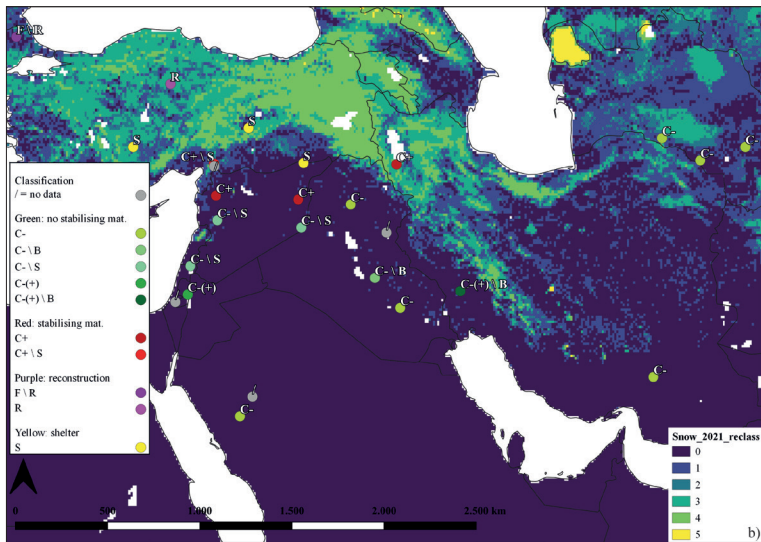 F \ R
R
S
S
C+ \ S
S
C+
C-
C-
C-
C+
C+
C-
C- \ S
C- \ S
/
C- \ S
C- \ B
C-(+)
C-(+) \ B
/
C-
C-
/
C-
Classification
/ = no data
Green: no stabilising mat.
C-
C- \ B
C- \ S
C-(+)
C-(+) \ B
Red: stabilising mat.
C+
C+ \ S
Purple: reconstruction
F \ R
R
Yellow: shelter
S
0 500 1.000 1.500 2.000 2.500 km
Snow_2021_reclass
0
1
2
3
4
5
b)